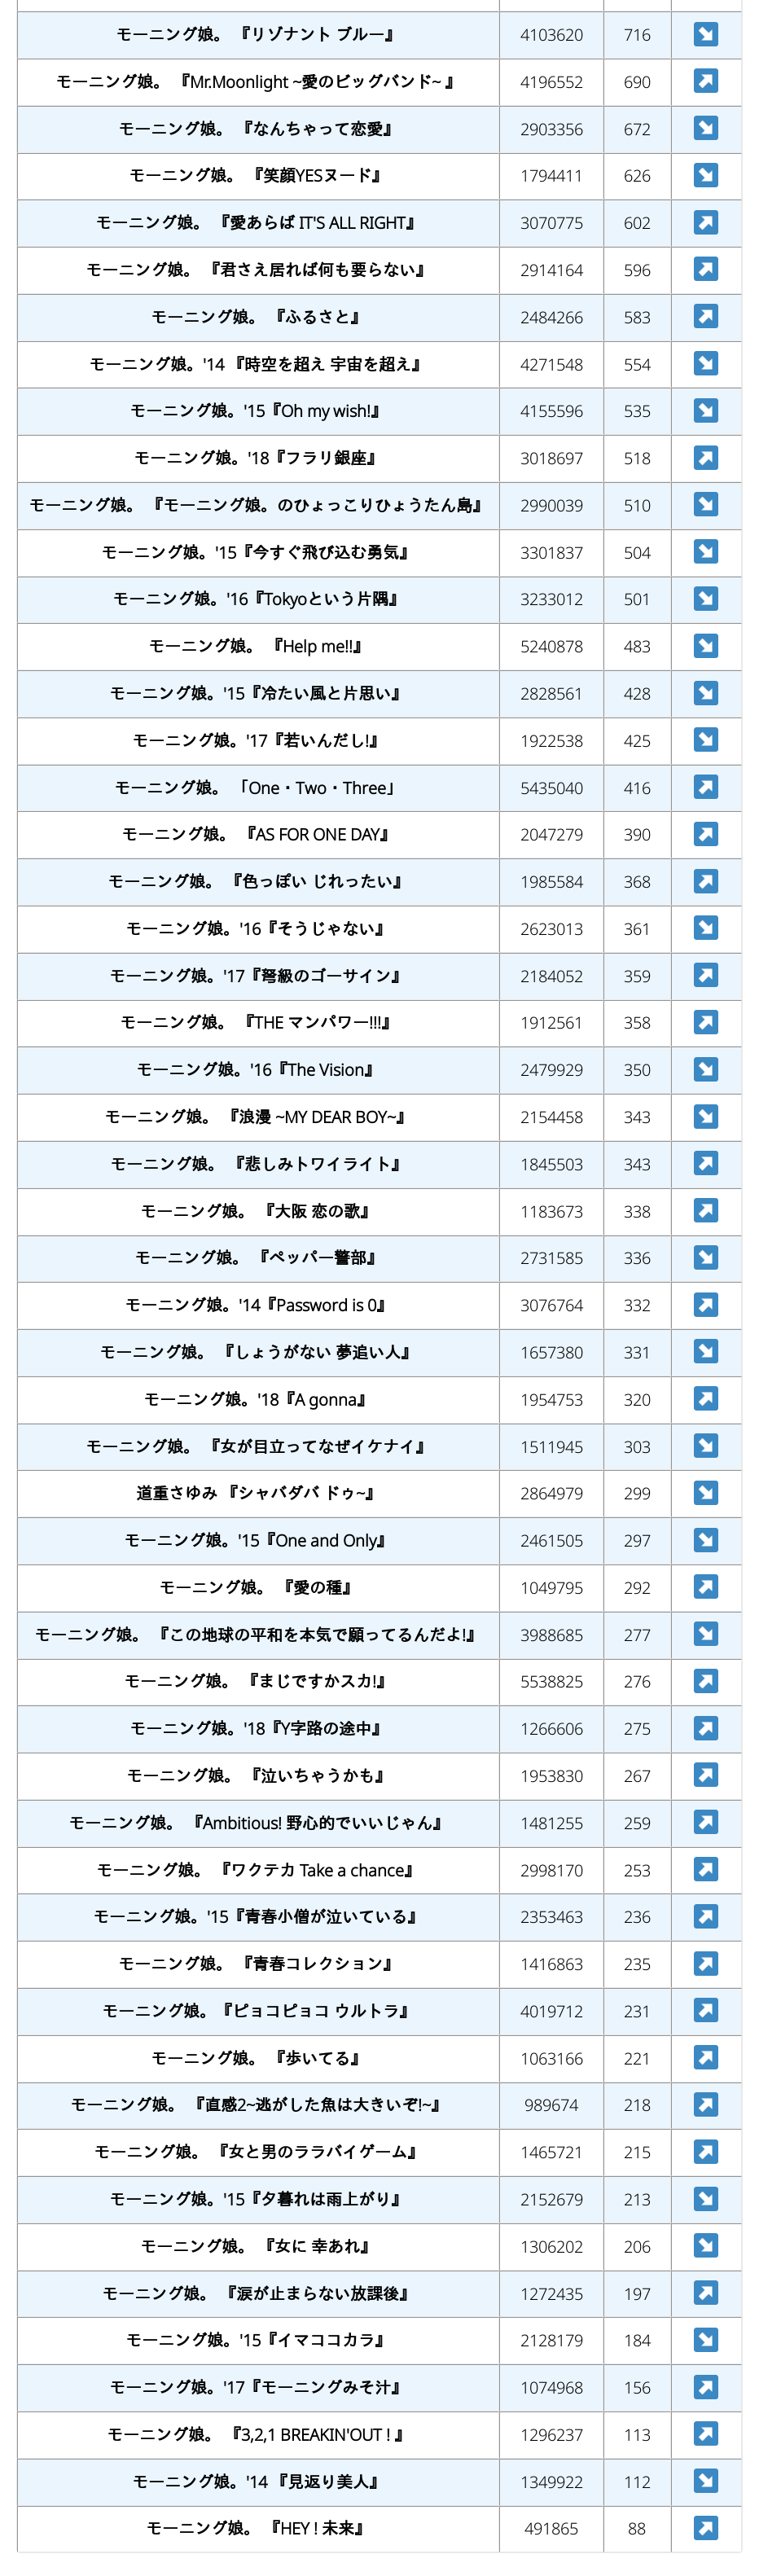 モーニング娘。 『リゾナント ブルー』 4103620 716 ↘
モーニング娘。 『Mr.Moonlight ~愛のビッグバンド~ 』 4196552 690 ↗
モーニング娘。 『なんちゃって恋愛』 2903356 672 ↘
モーニング娘。 『笑顔YESヌード』 1794411 626 ↘
モーニング娘。 『愛あらば IT'S ALL RIGHT』 3070775 602 ↗
モーニング娘。 『君さえ居れば何も要らない』 2914164 596 ↗
モーニング娘。 『ふるさと』 2484266 583 ↗
モーニング娘。'14 『時空を超え 宇宙を超え』 4271548 554 ↘
モーニング娘。'15『Oh my wish!』 4155596 535 ↘
モーニング娘。'18『フラリ銀座』 3018697 518 ↗
モーニング娘。 『モーニング娘。のひょっこりひょうたん島』 2990039 510 ↘
モーニング娘。'15『今すぐ飛び込む勇気』 3301837 504 ↘
モーニング娘。'16『Tokyoという片隅』 3233012 501 ↘
モーニング娘。 『Help me!!』 5240878 483 ↘
モーニング娘。'15『冷たい風と片思い』 2828561 428 ↘
モーニング娘。'17『若いんだし!』 1922538 425 ↘
モーニング娘。 「One・Two・Three」 5435040 416 ↗
モーニング娘。 『AS FOR ONE DAY』 2047279 390 ↗
モーニング娘。 『色っぽい じれったい』 1985584 368 ↗
モーニング娘。'16『そうじゃない』 2623013 361 ↘
モーニング娘。'17『弩級のゴーサイン』 2184052 359 ↗
モーニング娘。 『THE マンパワー!!!』 1912561 358 ↗
モーニング娘。'16『The Vision』 2479929 350 ↘
モーニング娘。 『浪漫 ~MY DEAR BOY~』 2154458 343 ↘
モーニング娘。 『悲しみトワイライト』 1845503 343 ↗
モーニング娘。 『大阪 恋の歌』 1183673 338 ↗
モーニング娘。 『ペッパー警部』 2731585 336 ↘
モーニング娘。'14『Password is 0』 3076764 332 ↗
モーニング娘。 『しょうがない 夢追い人』 1657380 331 ↘
モーニング娘。'18『A gonna』 1954753 320 ↗
モーニング娘。 『女が目立ってなぜイケナイ』 1511945 303 ↘
道重さゆみ 『シャバダバ ドゥ~』 2864979 299 ↘
モーニング娘。'15『One and Only』 2461505 297 ↘
モーニング娘。 『愛の種』 1049795 292 ↗
モーニング娘。 『この地球の平和を本気で願ってるんだよ!』 3988685 277 ↘
モーニング娘。 『まじですかスカ!』 5538825 276 ↗
モーニング娘。'18『Y字路の途中』 1266606 275 ↗
モーニング娘。 『泣いちゃうかも』 1953830 267 ↗
モーニング娘。 『Ambitious! 野心的でいいじゃん』 1481255 259 ↗
モーニング娘。 『ワクテカ Take a chance』 2998170 253 ↗
モーニング娘。'15『青春小僧が泣いている』 2353463 236 ↗
モーニング娘。 『青春コレクション』 1416863 235 ↗
モーニング娘。『ピョコピョコ ウルトラ』 4019712 231 ↗
モーニング娘。 『歩いてる』 1063166 221 ↗
モーニング娘。 『直感2~逃がした魚は大きいぞ!~』 989674 218 ↗
モーニング娘。 『女と男のララバイゲーム』 1465721 215 ↗
モーニング娘。'15『夕暮れは雨上がり』 2152679 213 ↘
モーニング娘。 『女に 幸あれ』 1306202 206 ↘
モーニング娘。 『涙が止まらない放課後』 1272435 197 ↗
モーニング娘。'15『イマココカラ』 2128179 184 ↘
モーニング娘。'17『モーニングみそ汁』 1074968 156 ↗
モーニング娘。 『3,2,1 BREAKIN'OUT ! 』 1296237 113 ↗
モーニング娘。'14 『見返り美人』 1349922 112 ↘
モーニング娘。 『HEY ! 未来』 491865 88 ↗